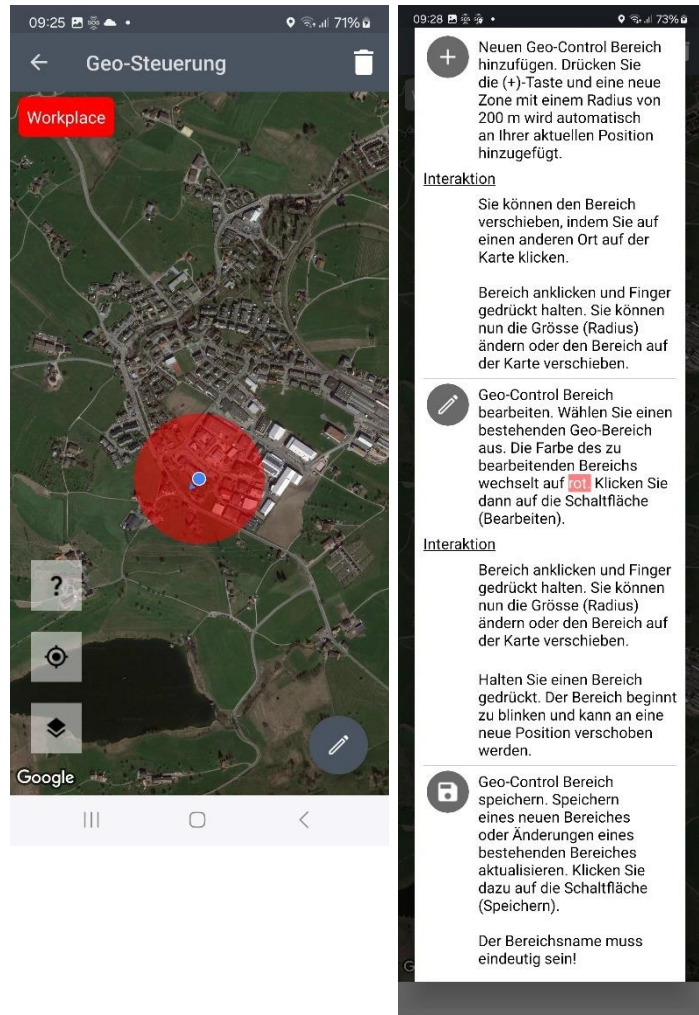 09:25
71%
Geo-Steuerung
Workplace
?
Google
09:28
73%
Neuen Geo-Control Bereich
hinzufügen. Drücken Sie
die (+)-Taste und eine neue
Zone mit einem Radius von
200 m wird automatisch
an Ihrer aktuellen Position
hinzugefügt.
Interaktion
Sie können den Bereich
verschieben, indem Sie auf
einen anderen Ort auf der
Karte klicken.
Bereich anklicken und Finger
gedrückt halten. Sie können
nun die Grösse (Radius)
ändern oder den Bereich auf
der Karte verschieben.
Geo-Control Bereich
bearbeiten. Wählen Sie einen
bestehenden Geo-Bereich
aus. Die Farbe des zu
bearbeitenden Bereichs
wechselt auf rot. Klicken Sie
dann auf die Schaltfläche
(Bearbeiten).
Interaktion
Bereich anklicken und Finger
gedrückt halten. Sie können
nun die Grösse (Radius)
ändern oder den Bereich auf
der Karte verschieben.
Halten Sie einen Bereich
gedrückt. Der Bereich beginnt
zu blinken und kann an eine
neue Position verschoben
werden.
Geo-Control Bereich
speichern. Speichern
eines neuen Bereiches
oder Änderungen eines
bestehenden Bereiches
aktualisieren. Klicken Sie
dazu auf die Schaltfläche
(Speichern).
Der Bereichsname muss
eindeutig sein!